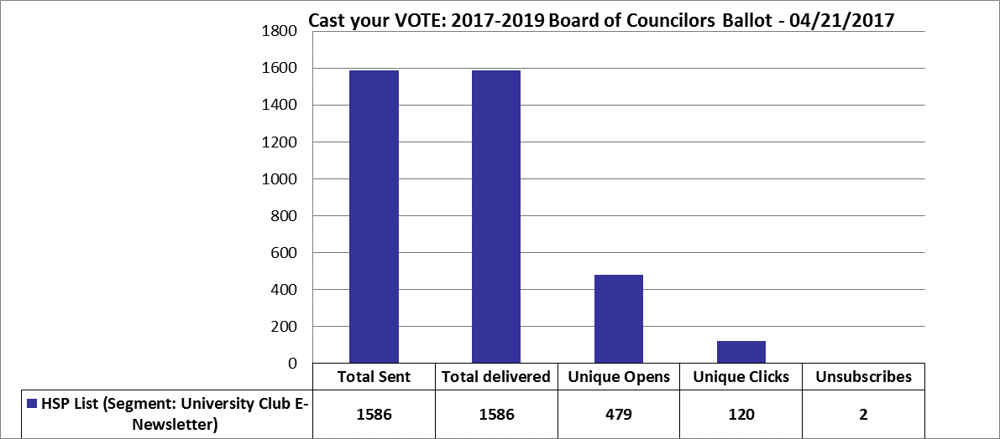 Cast your VOTE: 2017-2019 Board of Councilors Ballot - 04/21/2017
1800
1600
1400
1200
1000
800
600
400
200
0
Total Sent Total delivered Unique Opens Unique Clicks Unsubscribes
HSP List (Segment: University Club E-
Newsletter)
1586 1586 479 120 2